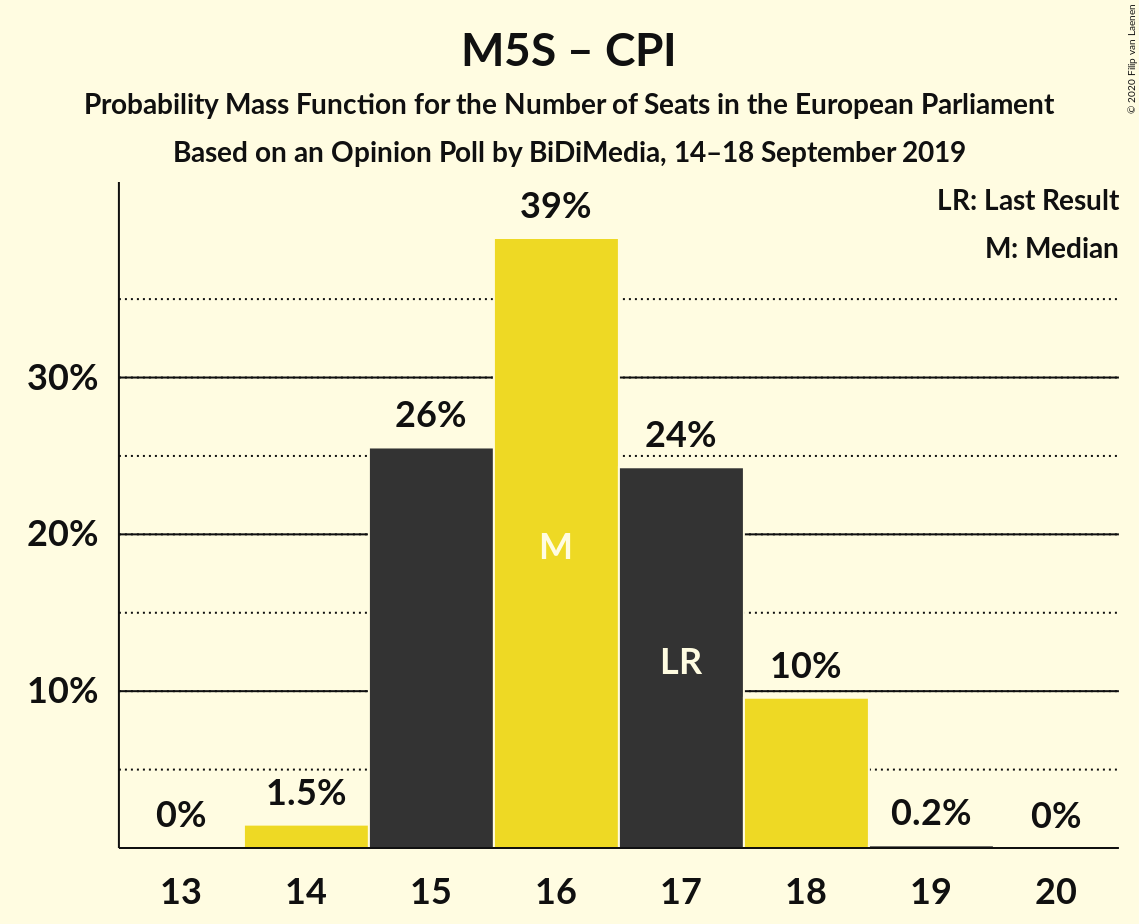 M5S – CPI
Probability Mass Function for the Number of Seats in the European Parliament
Based on an Opinion Poll by BiDiMedia, 14–18 September 2019
© 2020 Filip van Laenen
LR: Last Result
M: Median
39%
30%
26%
24%
20%
M
LR
10%
10%
1.5%
0%
0.2%
0%
13 14 15 16 17 18 19 20